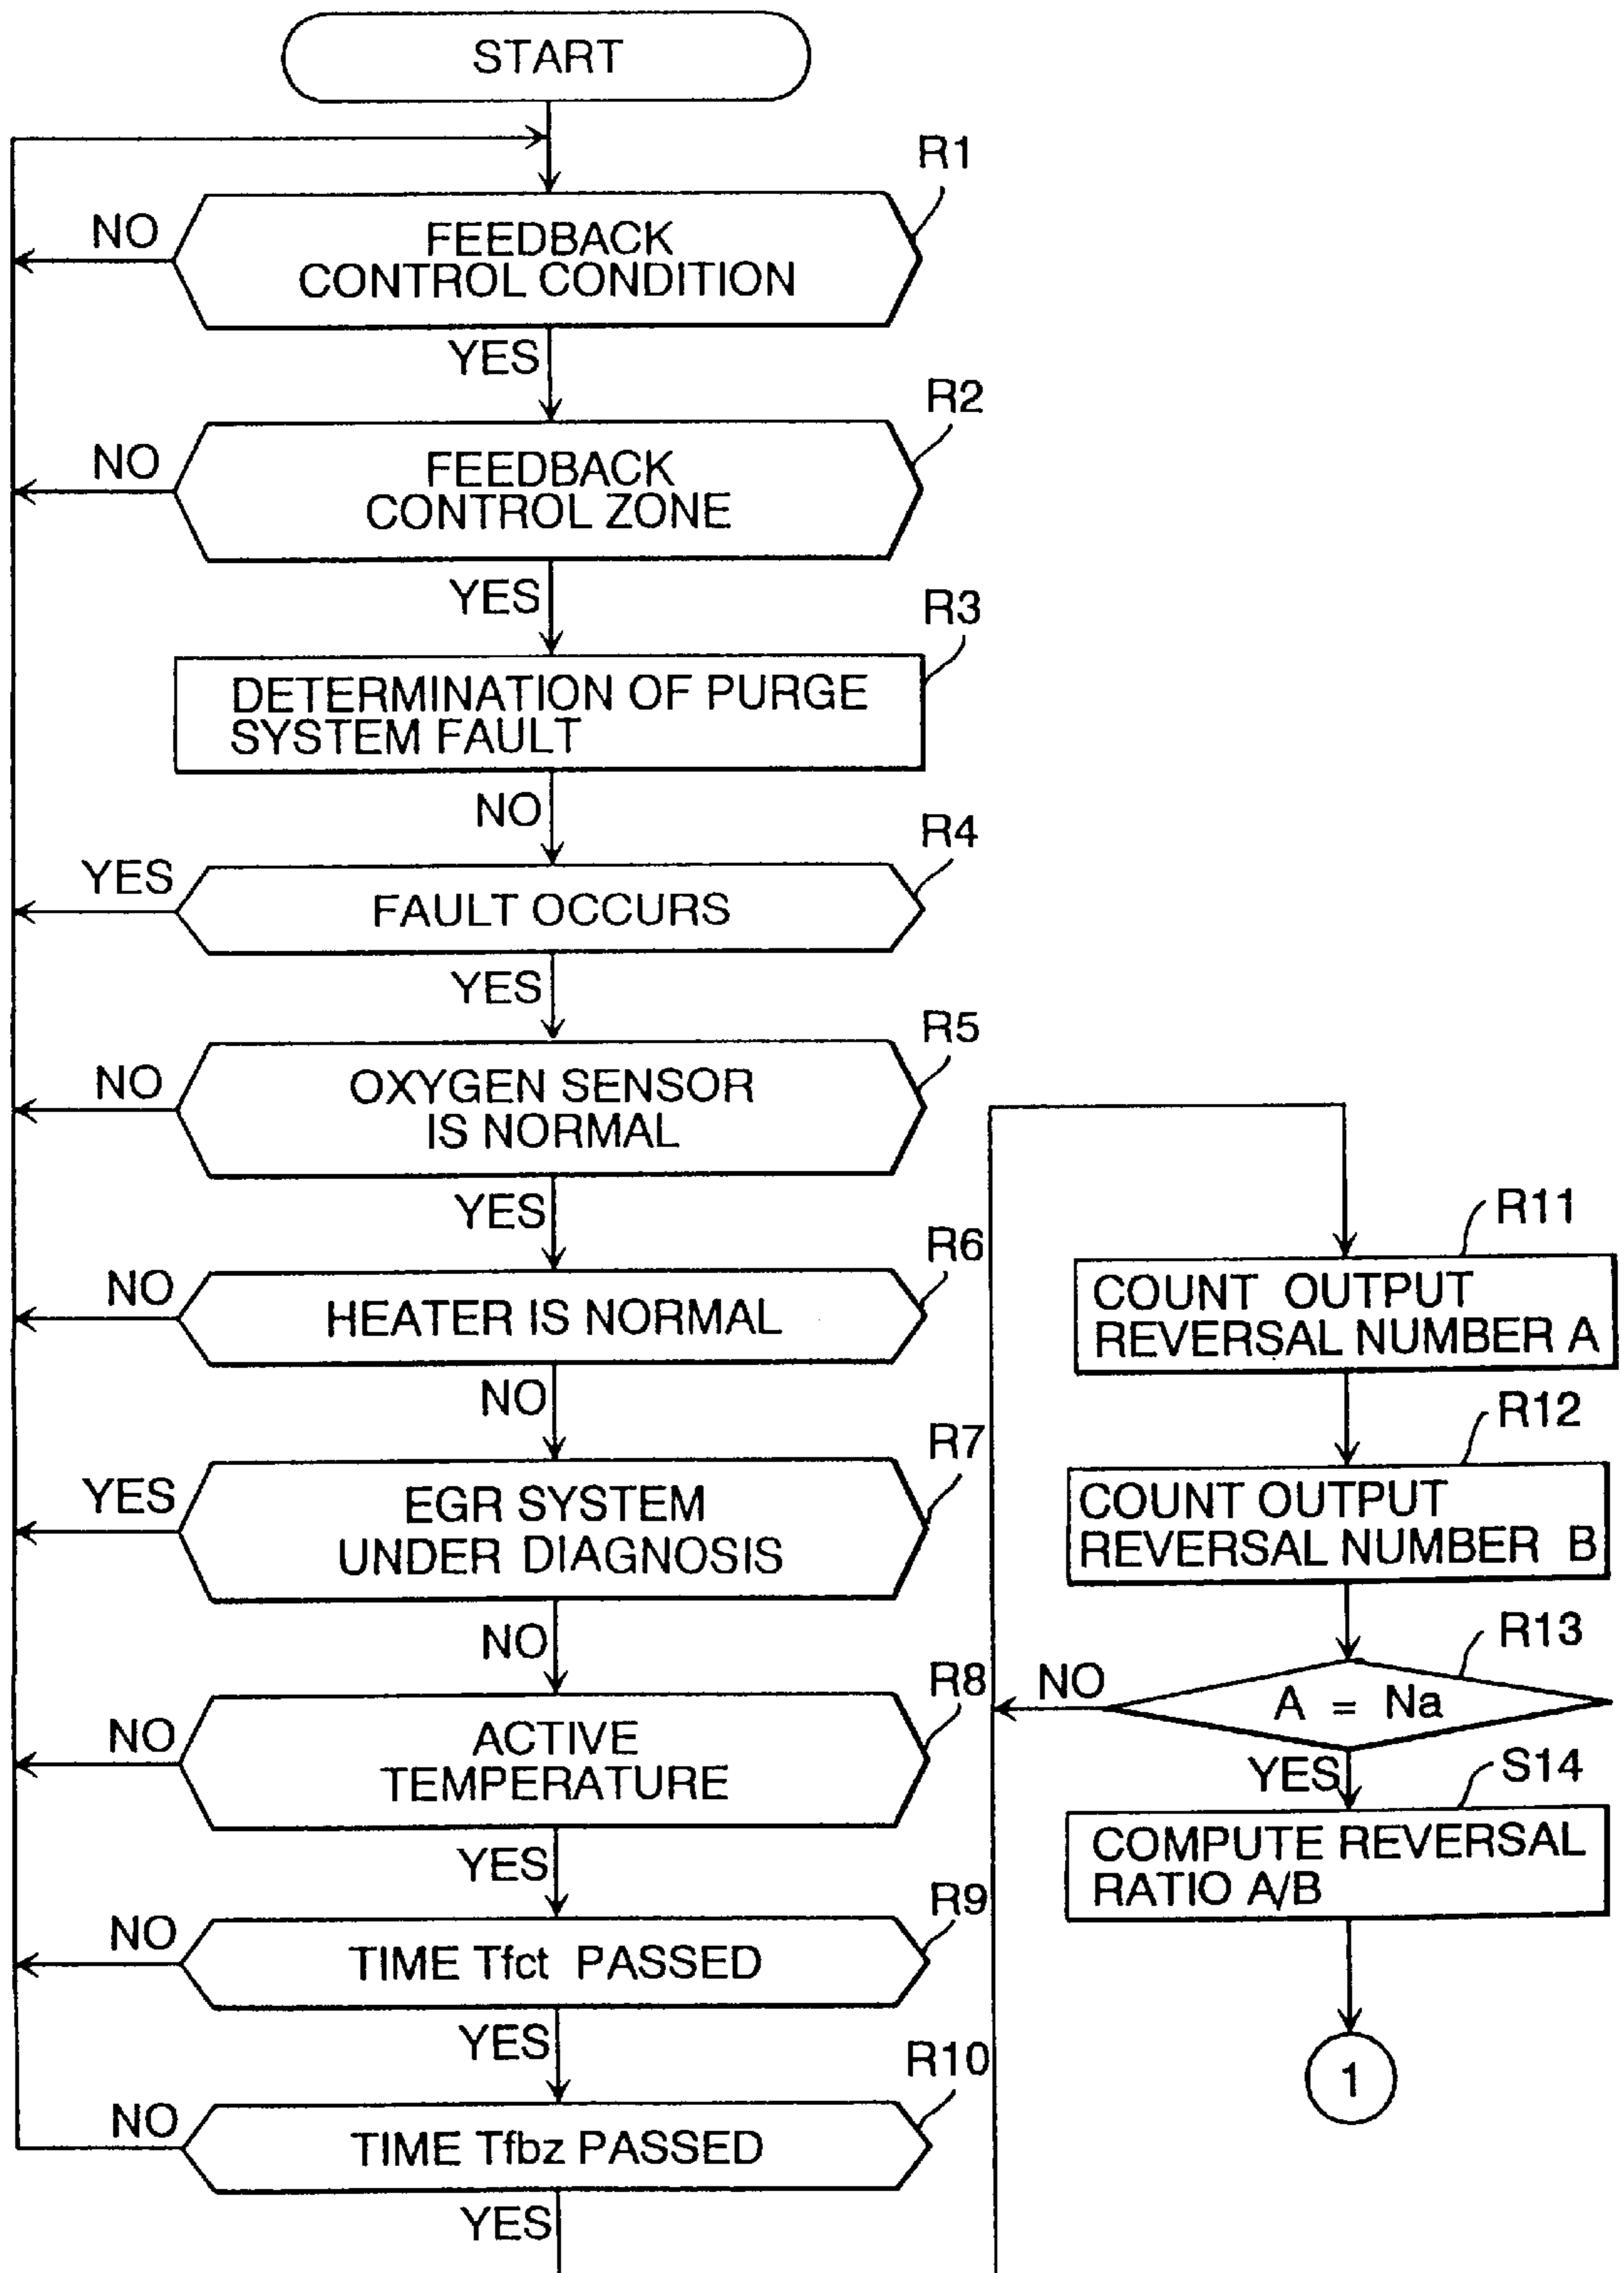 START
R1
NO
FEEDBACK
CONTROL CONDITION
YES
R2
NO
FEEDBACK
CONTROL ZONE
YES
R3
DETERMINATION OF PURGE
SYSTEM FAULT
NO
R4
YES
FAULT OCCURS
YES
R5
NO
OXYGEN SENSOR
IS NORMAL
YES
R6
NO
HEATER IS NORMAL
NO
R7
YES
EGR SYSTEM
UNDER DIAGNOSIS
NO
R8
NO
ACTIVE
TEMPERATURE
YES
R9
NO
TIME Tfct PASSED
YES
R10
NO
TIME Tfbz PASSED
YES
R11
COUNT OUTPUT
REVERSAL NUMBER A
R12
COUNT OUTPUT
REVERSAL NUMBER B
R13
NO
A = Na
YES
S14
COMPUTE REVERSAL
RATIO A/B
1